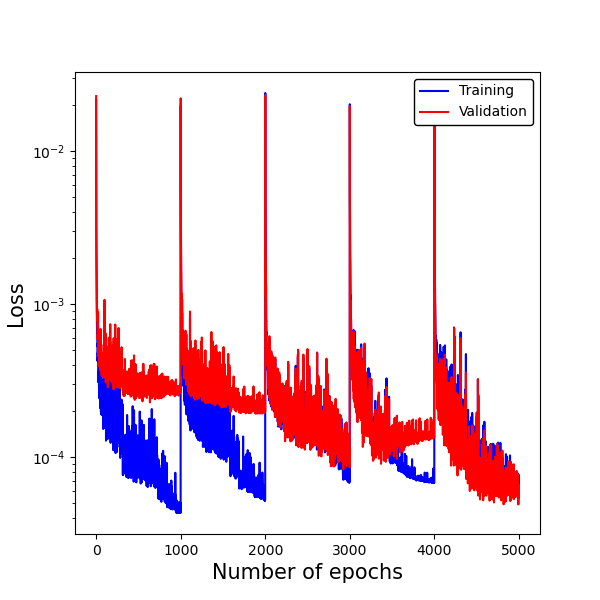 Training
Validation
Loss
10⁻²
10⁻³
10⁻⁴
0 1000 2000 3000 4000 5000
Number of epochs